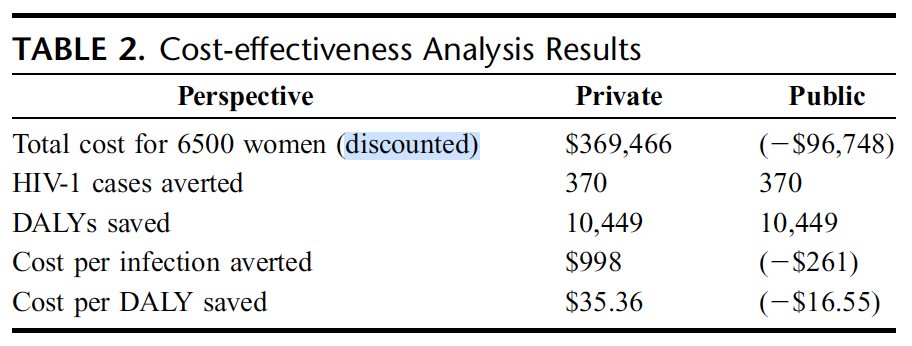 TABLE 2. Cost-effectiveness Analysis Results
Perspective Private Public
Total cost for 6500 women (discounted) $369,466 (−$96,748)
HIV-1 cases averted 370 370
DALYs saved 10,449 10,449
Cost per infection averted $998 (−$261)
Cost per DALY saved $35.36 (−$16.55)